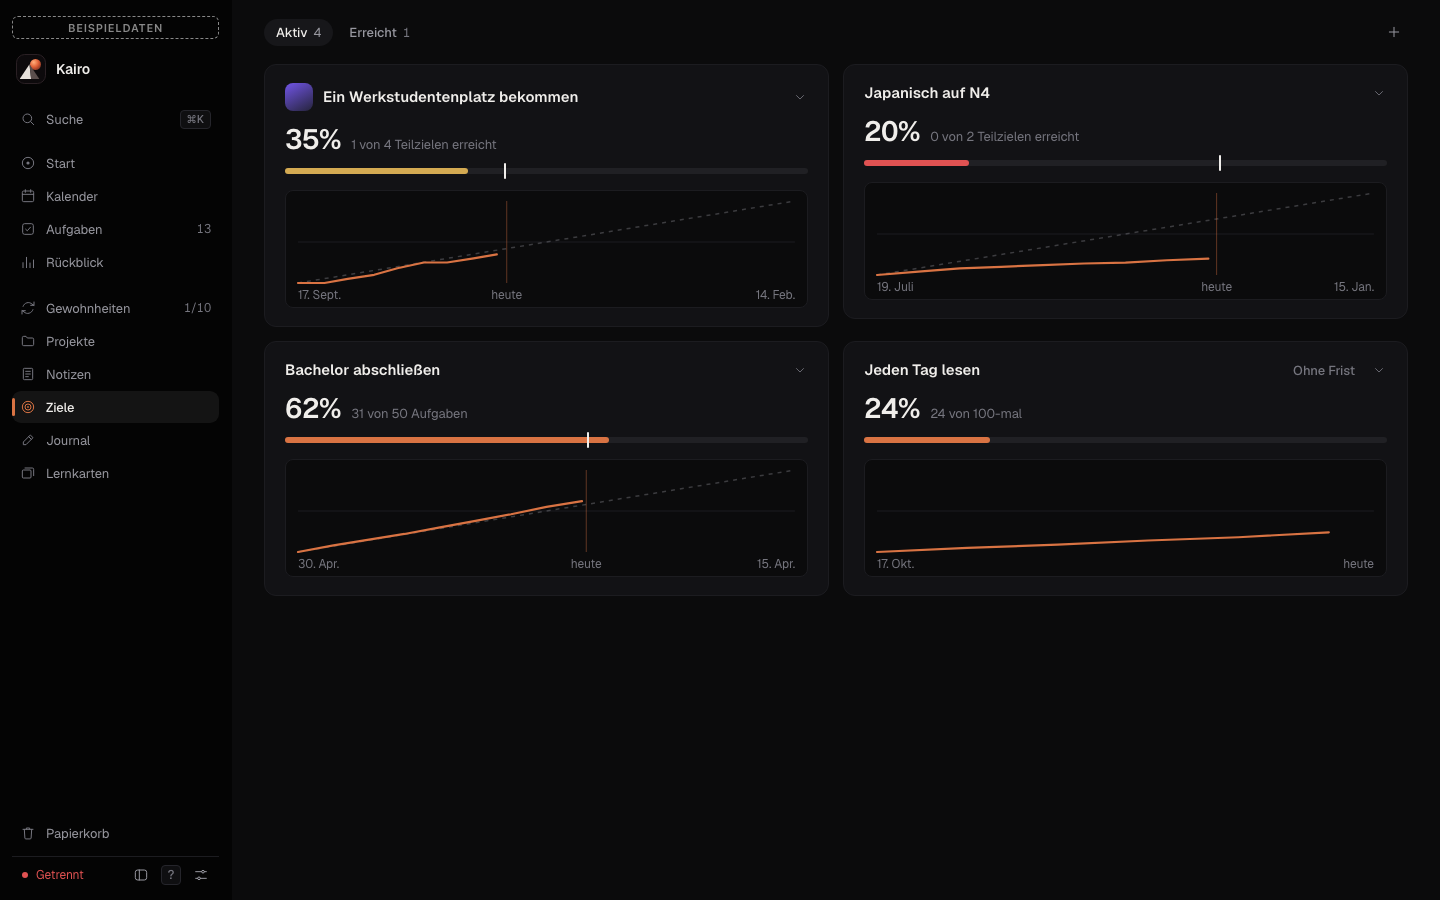 BEISPIELDATEN
Kairo
Suche ⌘K
Start
Kalender
Aufgaben 13
Rückblick
Gewohnheiten 1/10
Projekte
Notizen
Ziele
Journal
Lernkarten
Papierkorb
Getrennt ?
Aktiv 4 Erreicht 1
Ein Werkstudentenplatz bekommen
35% 1 von 4 Teilzielen erreicht
17. Sept. heute 14. Feb.
Japanisch auf N4
20% 0 von 2 Teilzielen erreicht
19. Juli heute 15. Jan.
Bachelor abschließen
62% 31 von 50 Aufgaben
30. Apr. heute 15. Apr.
Jeden Tag lesen Ohne Frist
24% 24 von 100-mal
17. Okt. heute